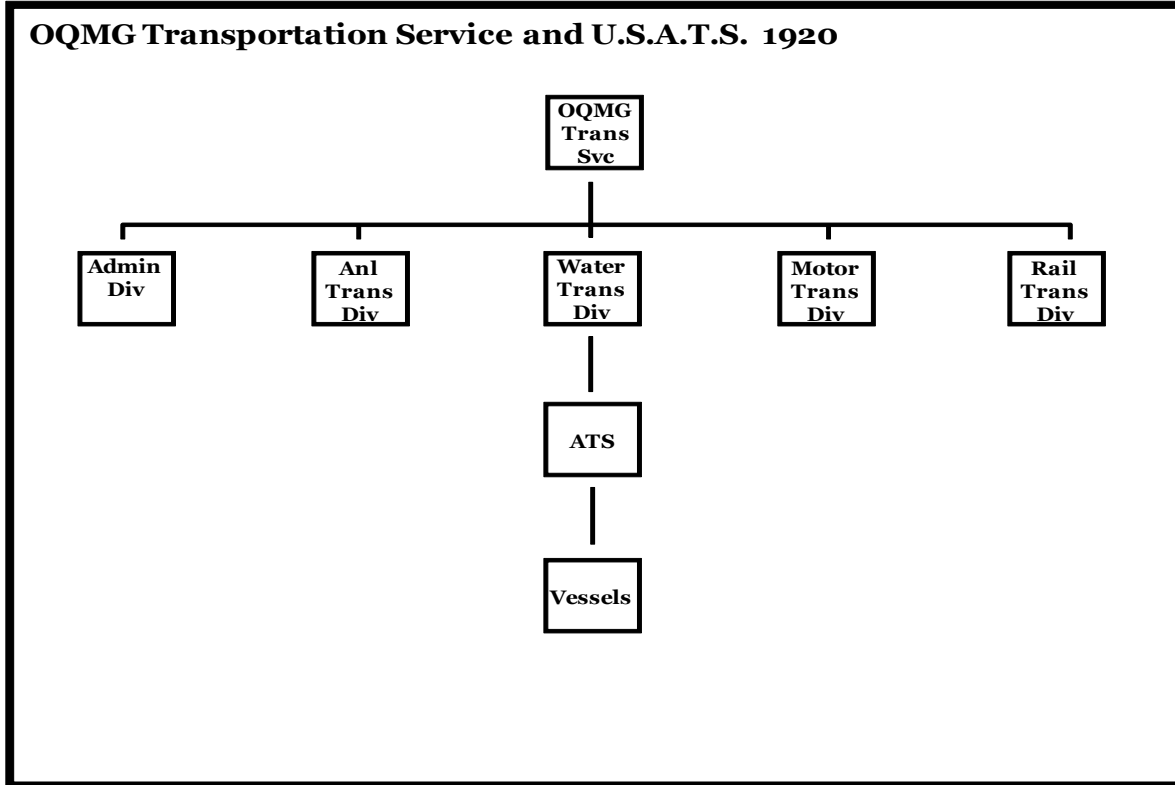 OQMG Transportation Service and U.S.A.T.S. 1920
OQMG
Trans
Svc
Admin
Div
Anl
Trans
Div
Water
Trans
Div
Motor
Trans
Div
Rail
Trans
Div
ATS
Vessels